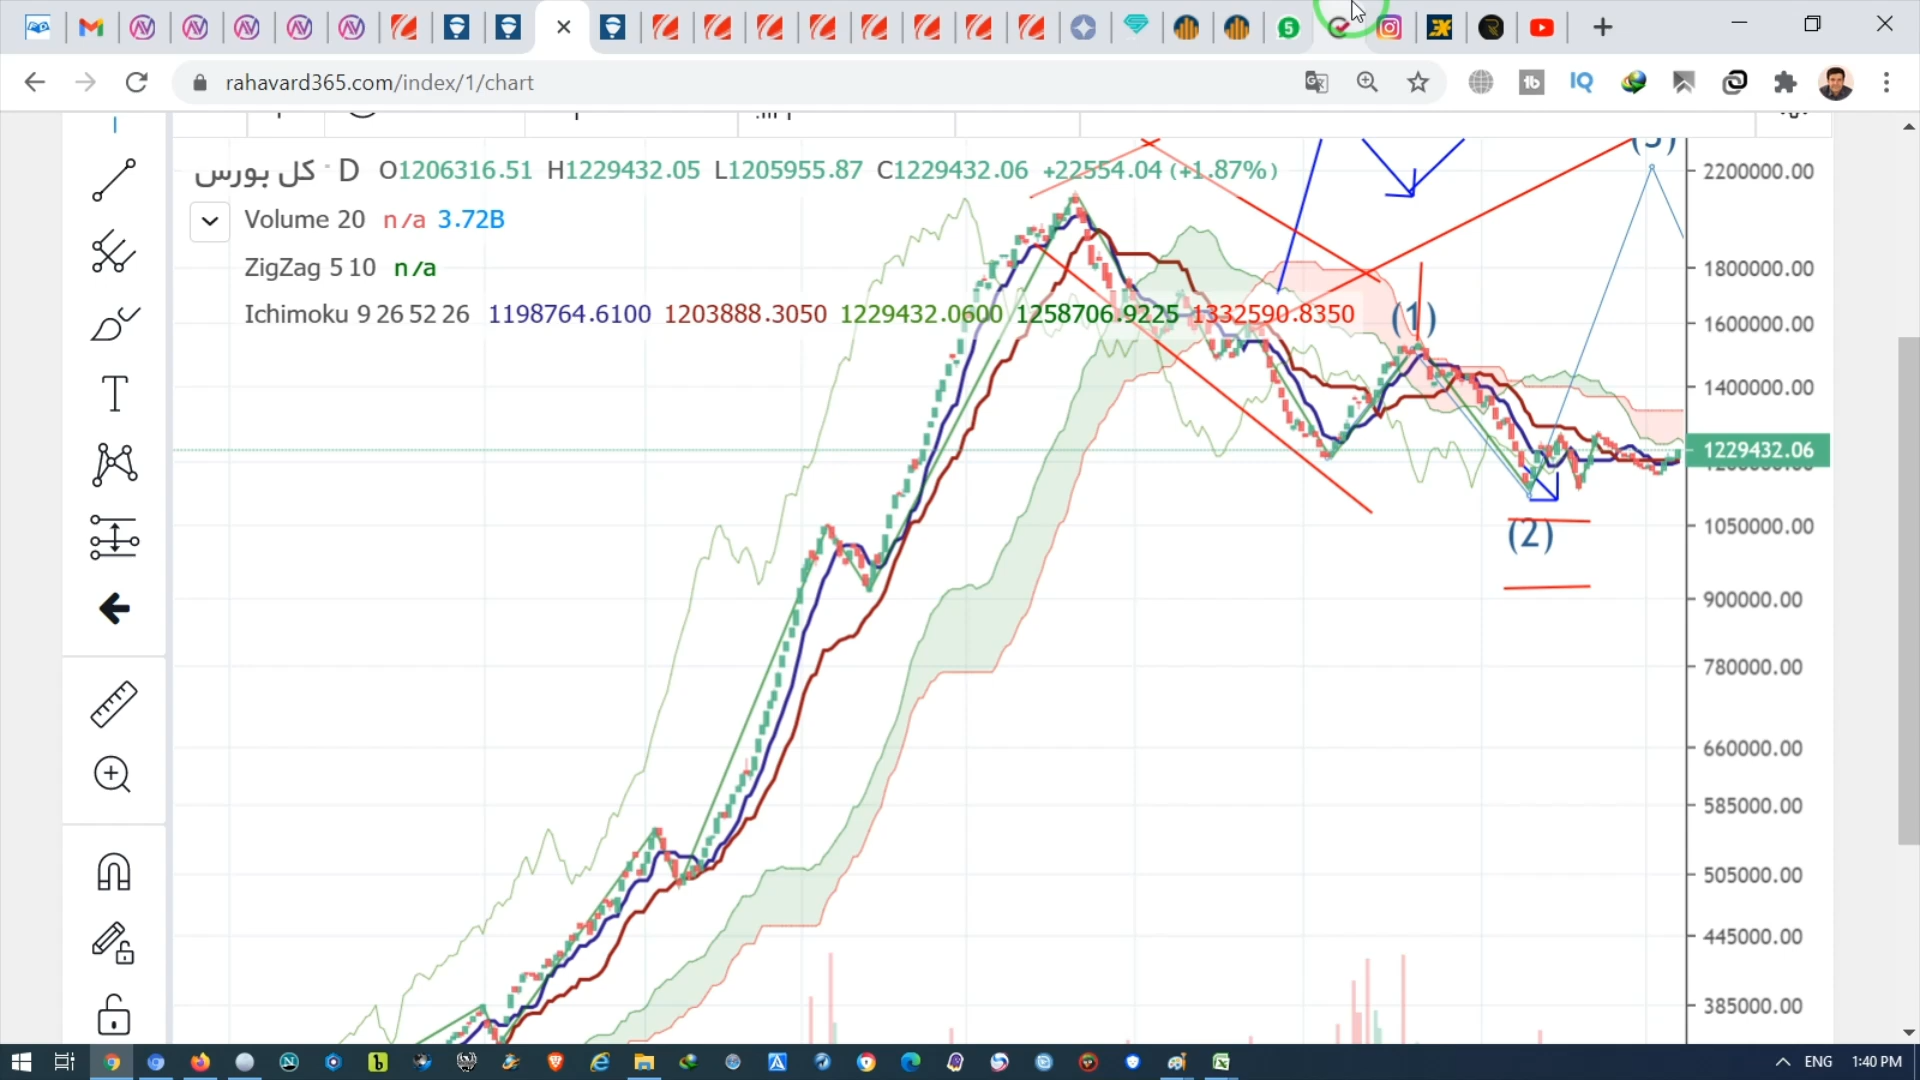 5
rahavard365.com/index/1/chart
کل بورس · D O1206316.51 H1229432.05 L1205955.87 C1229432.06 +22554.04 (+1.87%)
Volume 20 n/a 3.72B
ZigZag 5 10 n/a
Ichimoku 9 26 52 26 1198764.6100 1203888.3050 1229432.0600 1258706.9225 1332590.8350
(1)
(2)
2200000.00
1800000.00
1600000.00
1400000.00
1229432.06
1050000.00
900000.00
780000.00
660000.00
585000.00
505000.00
445000.00
385000.00
ENG 1:40 PM